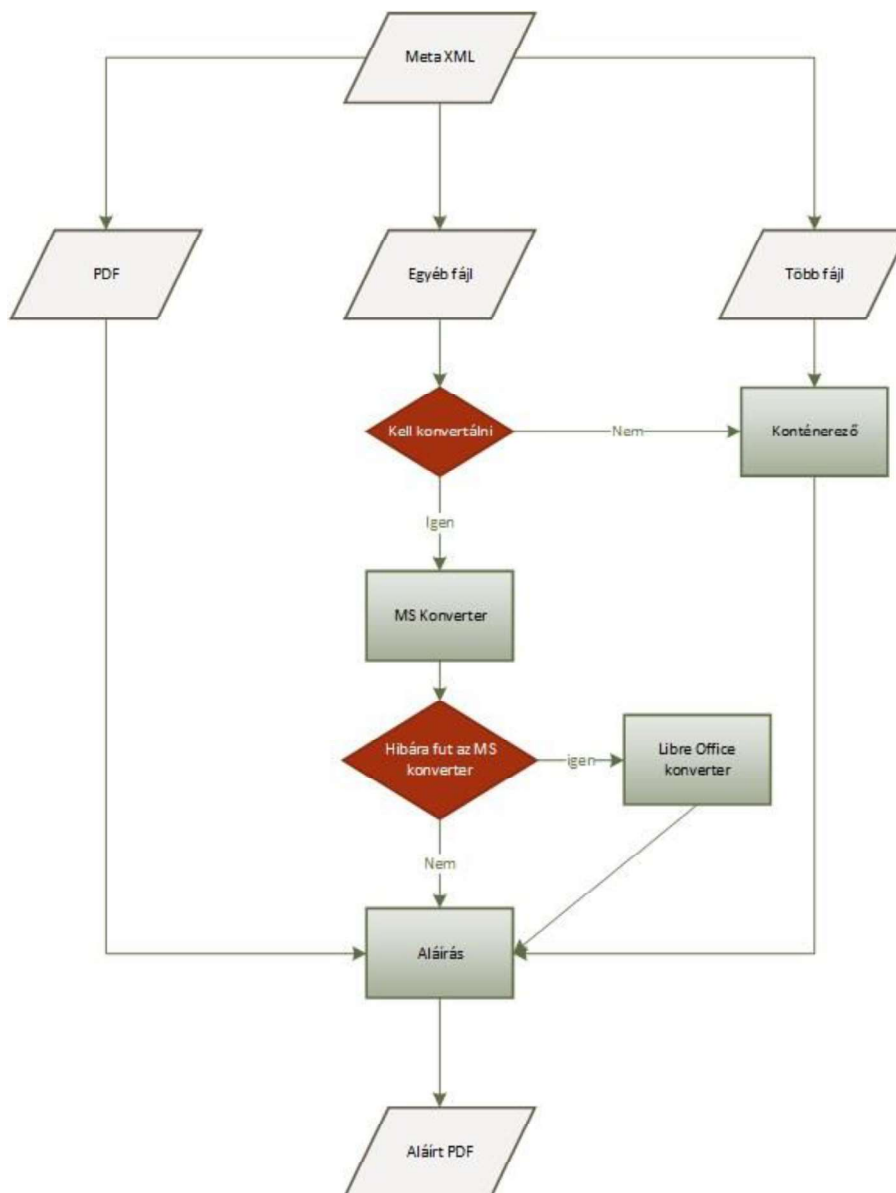 Meta XML
PDF
Egyéb fájl
Több fájl
Kell konvertálni
Nem
Konténerező
Igen
MS Konverter
Hibára fut az MS
konverter
igen
Libre Office
konverter
Nem
Aláírás
Aláírt PDF